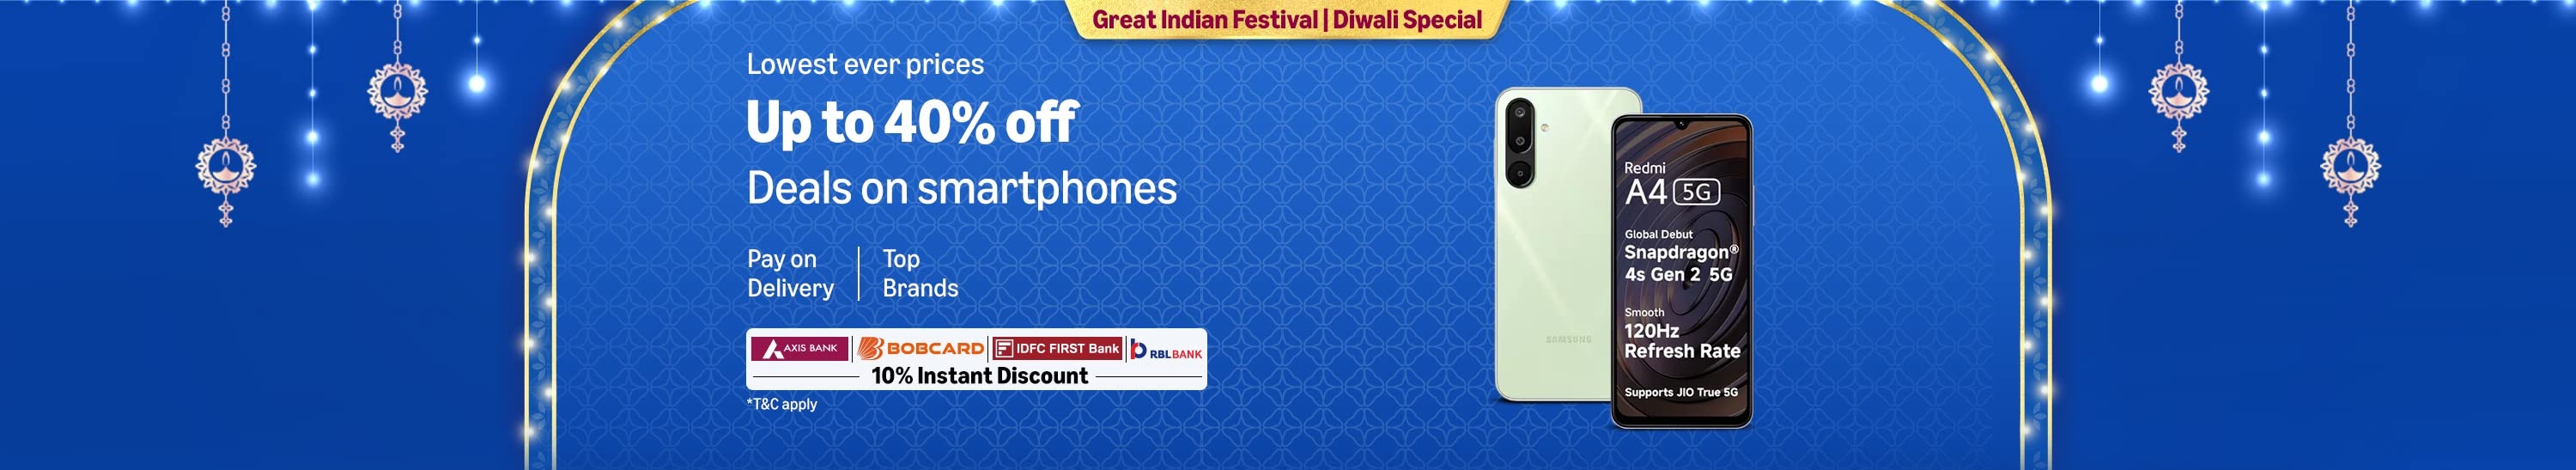 Great Indian Festival | Diwali Special
Lowest ever prices
Up to 40% off
Deals on smartphones
Pay on
Delivery
Top
Brands
AXIS BANK
BOBCARD
IDFC FIRST Bank
RBLBANK
10% Instant Discount
*T&C apply
SAMSUNG
Redmi
A4 5G
Global Debut
Snapdragon®
4s Gen 2 5G
Smooth
120Hz
Refresh Rate
Supports JIO True 5G